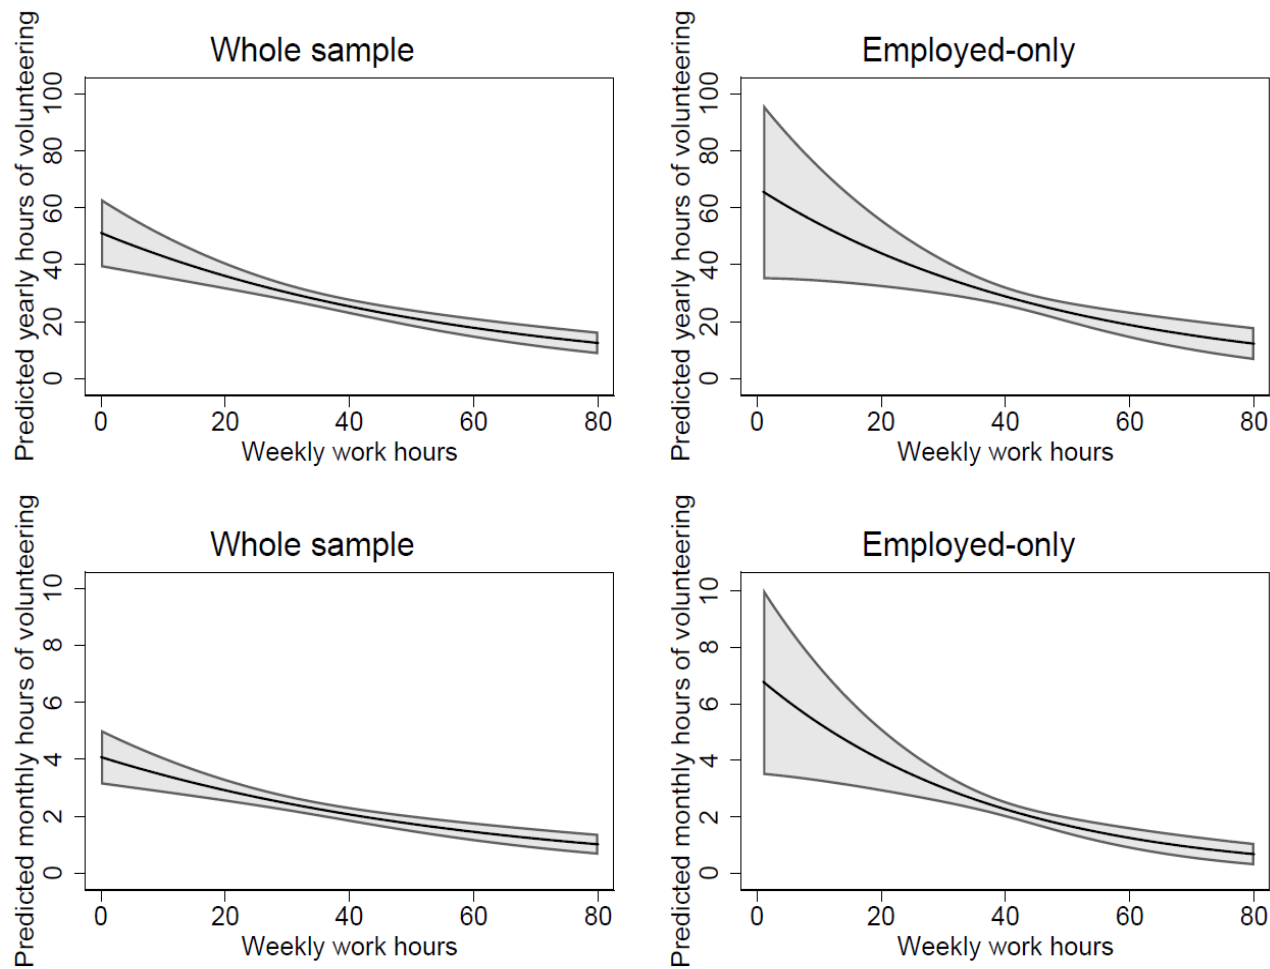 Whole sample
Predicted yearly hours of volunteering
100
80
60
40
20
0
0 20 40 60 80
Weekly work hours
Employed-only
Predicted yearly hours of volunteering
100
80
60
40
20
0
0 20 40 60 80
Weekly work hours
Whole sample
Predicted monthly hours of volunteering
10
8
6
4
2
0
0 20 40 60 80
Weekly work hours
Employed-only
Predicted monthly hours of volunteering
10
8
6
4
2
0
0 20 40 60 80
Weekly work hours